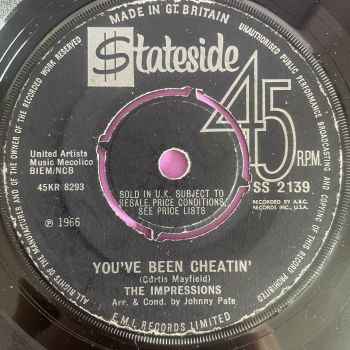 MADE IN GT. BRITAIN
UNAUTHORISED PUBLIC PERFORMANCE BROADCASTING AND COPYING OF THIS RECORD PROHIBITED
ALL RIGHTS OF THE MANUFACTURER AND OF THE OWNER OF THE RECORDED WORK RESERVED
Stateside
45
R.P.M.
United Artists
Music Mecolico
BIEM/NCB
45KR 8293
SOLD IN U.K. SUBJECT TO
RESALE PRICE CONDITIONS,
SEE PRICE LISTS
SS 2139
RECORDED BY A.B.C.
RECORDS INC., U.S.A.
℗ 1966
YOU'VE BEEN CHEATIN'
(Curtis Mayfield)
THE IMPRESSIONS
Arr. & Cond. by Johnny Pate
E.M.I. RECORDS LIMITED